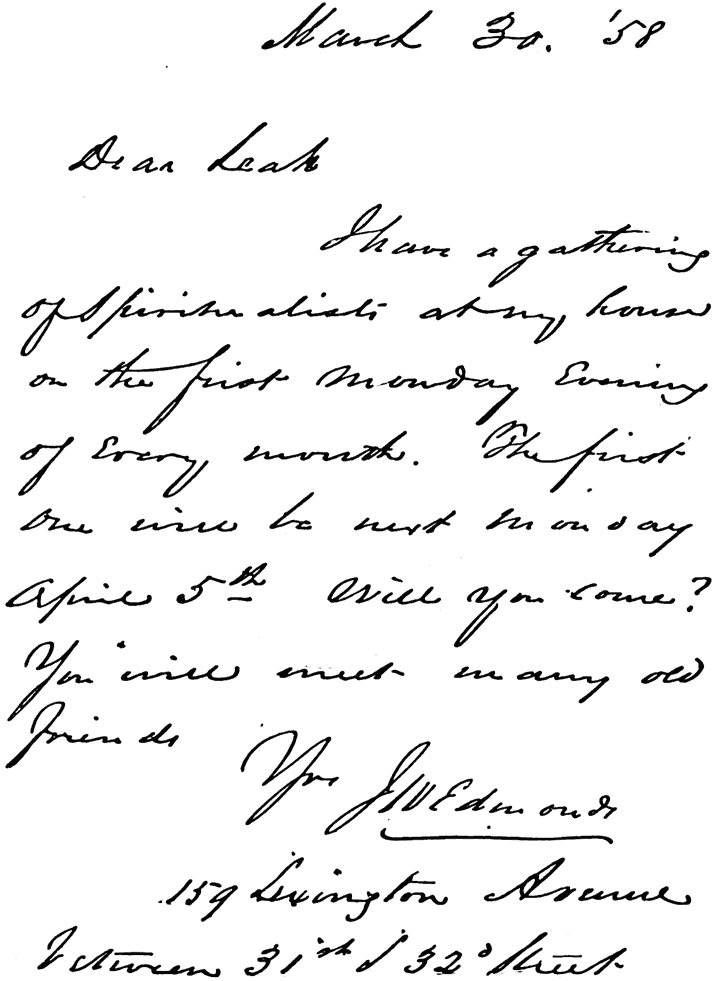 March 30. '58
Dear Leah
I have a gathering
of Spiritualists at my house
on the first Monday Evening
of Every month. The first
one will be next Monday
April 5th Will you come?
You will meet many old
friends
Yrs JWEdmonds
159 Lexington Avenue
between 31st & 32d Street